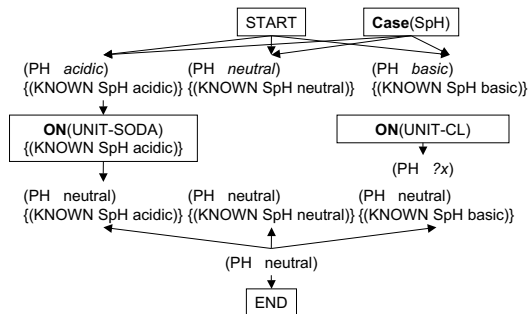 START Case(SpH)
(PH acidic) (PH neutral) (PH basic)
{(KNOWN SpH acidic)} {(KNOWN SpH neutral)} {(KNOWN SpH basic)}
ON(UNIT-SODA) ON(UNIT-CL)
{(KNOWN SpH acidic)}
(PH ?x)
(PH neutral) (PH neutral) (PH neutral)
{(KNOWN SpH acidic)} {(KNOWN SpH neutral)} {(KNOWN SpH basic)}
(PH neutral)
END